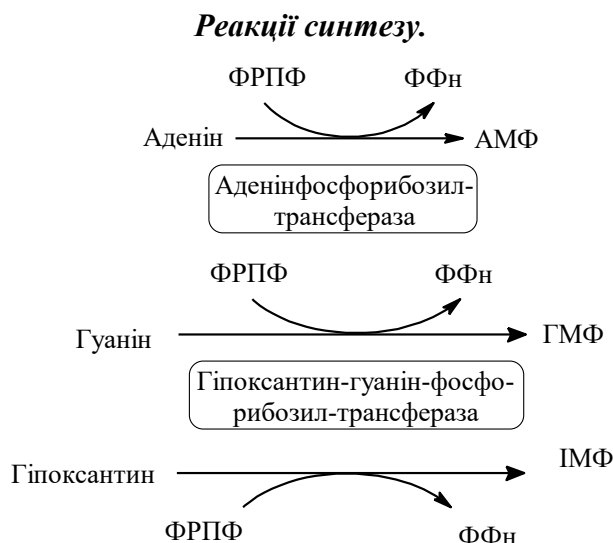 Реакції синтезу.
ФРПФ ФФн
Аденін АМФ
Аденінфосфорибозил-
трансфераза
ФРПФ ФФн
Гуанін ГМФ
Гіпоксантин-гуанін-фосфо-
рибозил-трансфераза
Гіпоксантин ІМФ
ФРПФ ФФн